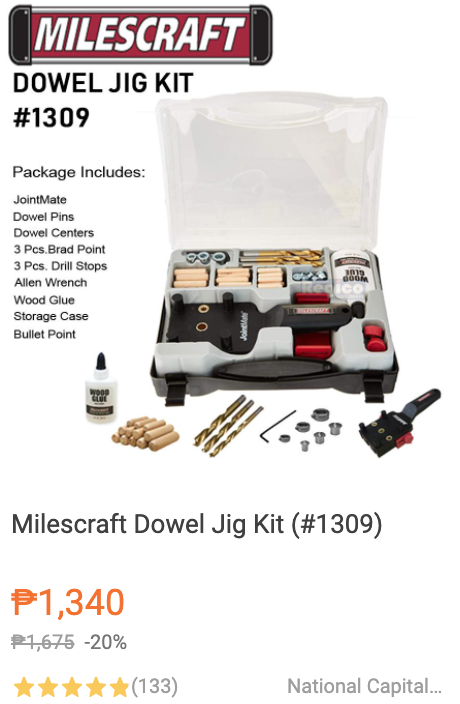 MILESCRAFT
DOWEL JIG KIT
#1309
Package Includes:
JointMate
Dowel Pins
Dowel Centers
3 Pcs.Brad Point
3 Pcs. Drill Stops
Allen Wrench
Wood Glue
Storage Case
Bullet Point
WOOD
GLUE
MILESCRAFT
JointMate
WOOD
GLUE
Milescraft Dowel Jig Kit (#1309)
₱1,340
₱1,675 -20%
(133) National Capital...